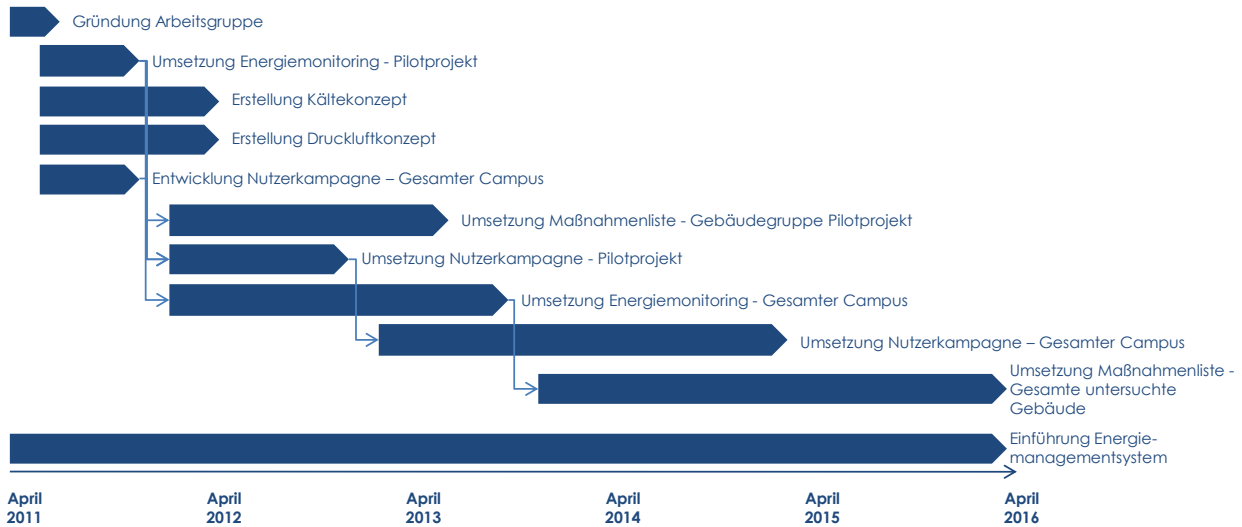 Gründung Arbeitsgruppe
Umsetzung Energiemonitoring - Pilotprojekt
Erstellung Kältekonzept
Erstellung Druckluftkonzept
Entwicklung Nutzerkampagne – Gesamter Campus
Umsetzung Maßnahmenliste - Gebäudegruppe Pilotprojekt
Umsetzung Nutzerkampagne - Pilotprojekt
Umsetzung Energiemonitoring - Gesamter Campus
Umsetzung Nutzerkampagne – Gesamter Campus
Umsetzung Maßnahmenliste -
Gesamte untersuchte
Gebäude
Einführung Energie-
managementsystem
April April April April April April
2011 2012 2013 2014 2015 2016